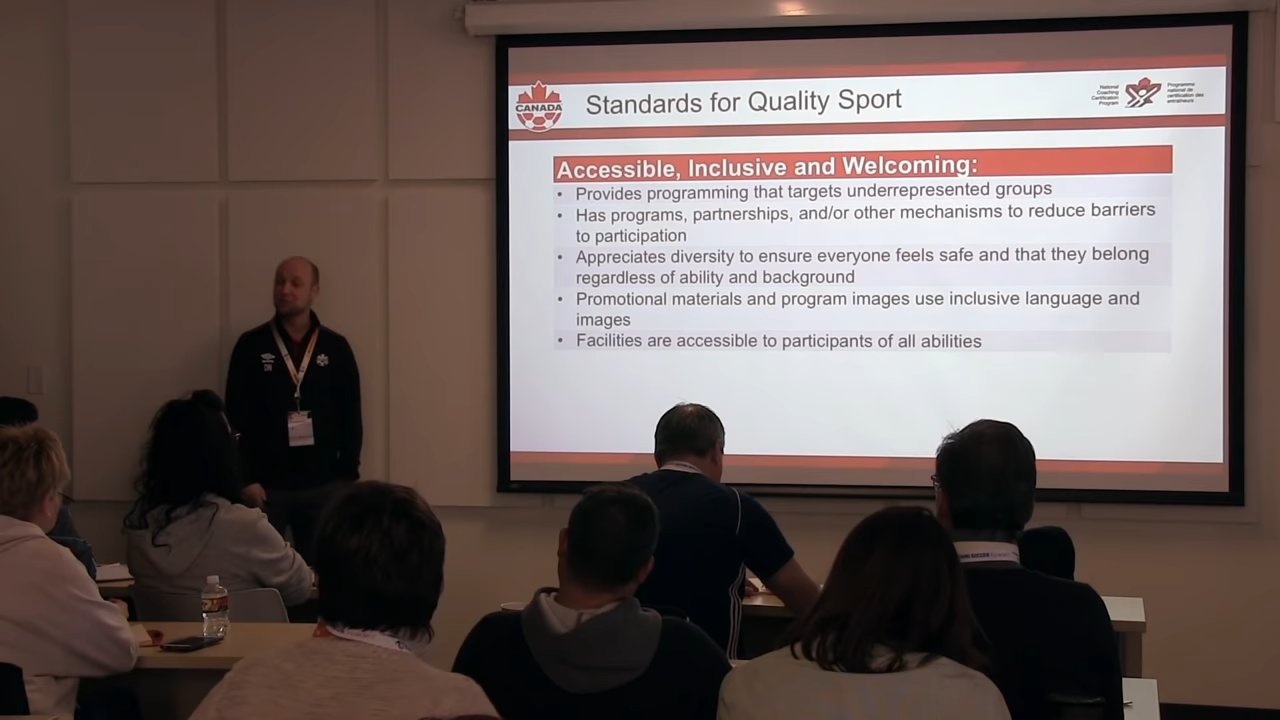 CANADA
Standards for Quality Sport
National
Coaching
Certification
Program
Programme
national de
certification des
entraîneurs
Accessible, Inclusive and Welcoming:
• Provides programming that targets underrepresented groups
• Has programs, partnerships, and/or other mechanisms to reduce barriers
to participation
• Appreciates diversity to ensure everyone feels safe and that they belong
regardless of ability and background
• Promotional materials and program images use inclusive language and
images
• Facilities are accessible to participants of all abilities